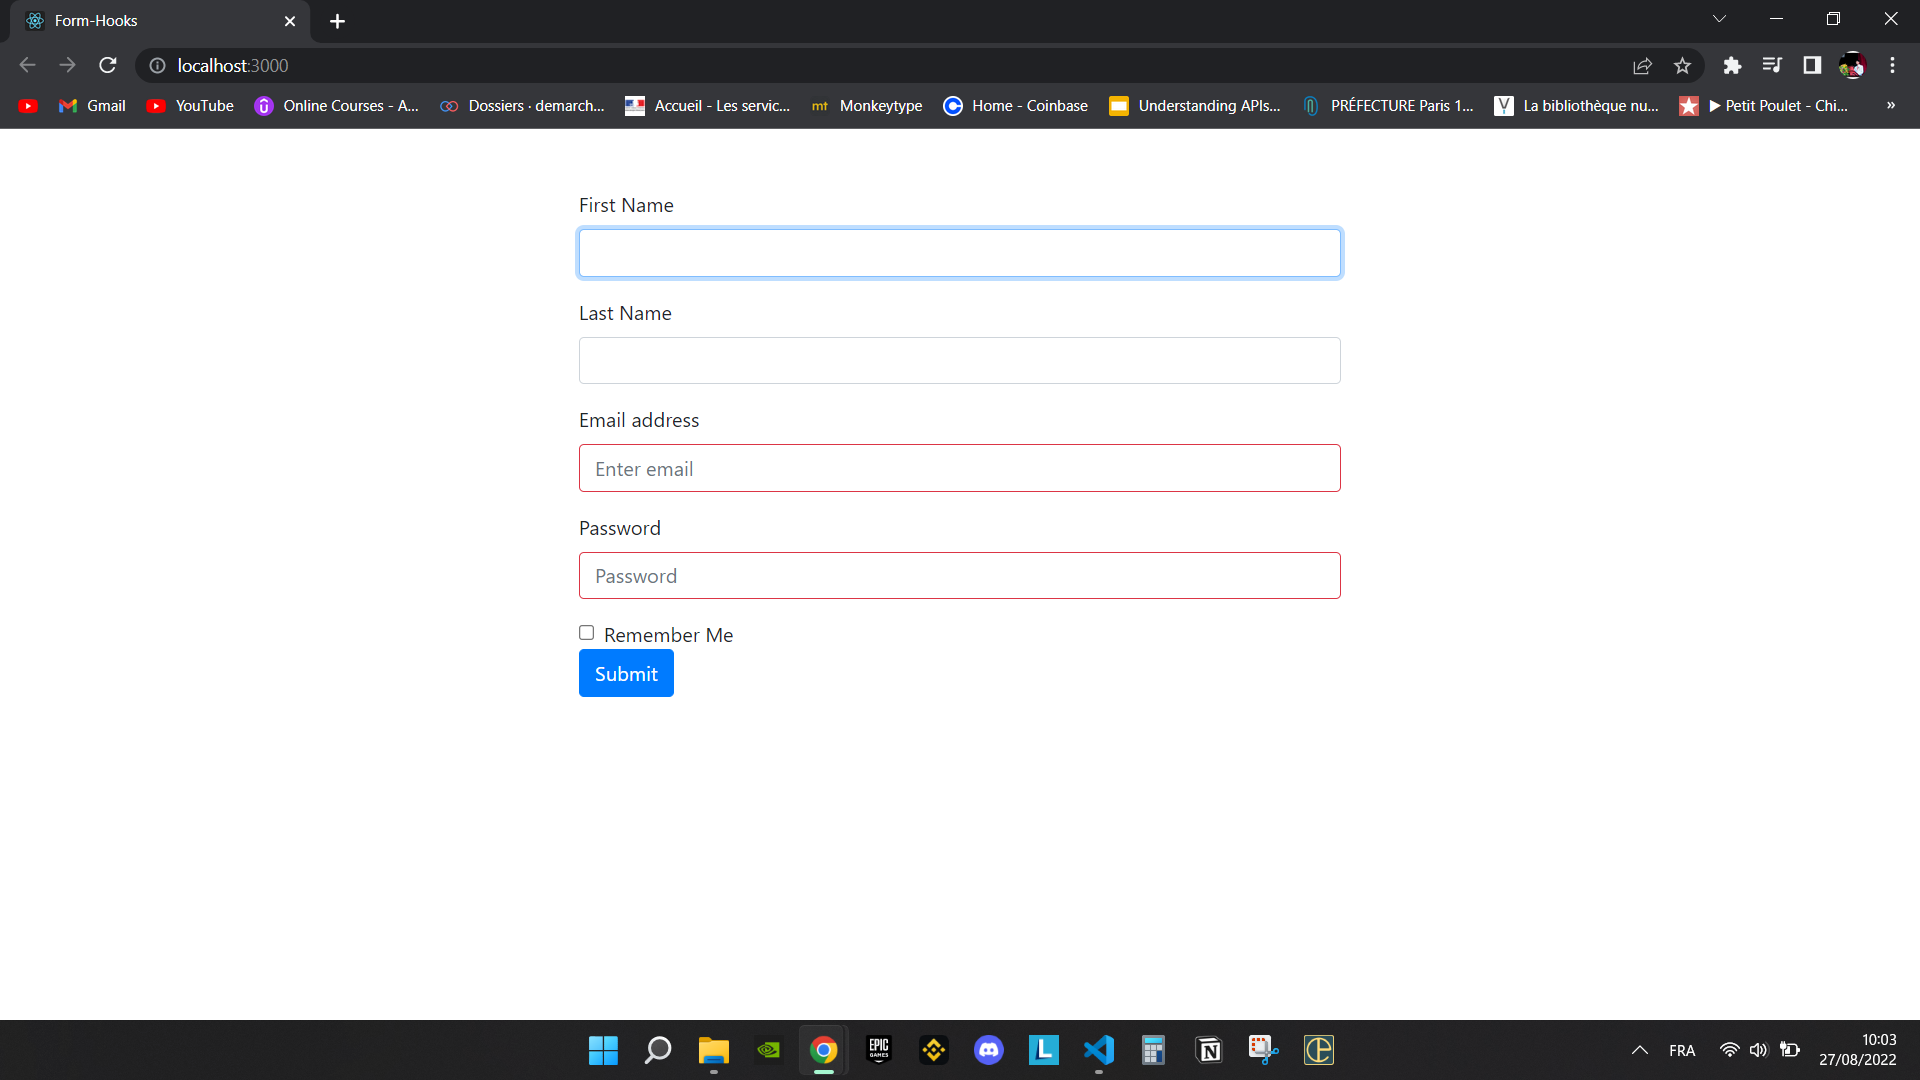 Form-Hooks
localhost:3000
Gmail
YouTube
Online Courses - A...
Dossiers · demarch...
Accueil - Les servic...
mt
Monkeytype
Home - Coinbase
Understanding APIs...
PRÉFECTURE Paris 1...
La bibliothèque nu...
▶ Petit Poulet - Chi...
»
First Name
Last Name
Email address
Enter email
Password
Password
Remember Me
Submit
EPIC
GAMES
L
N
FRA
10:03
27/08/2022